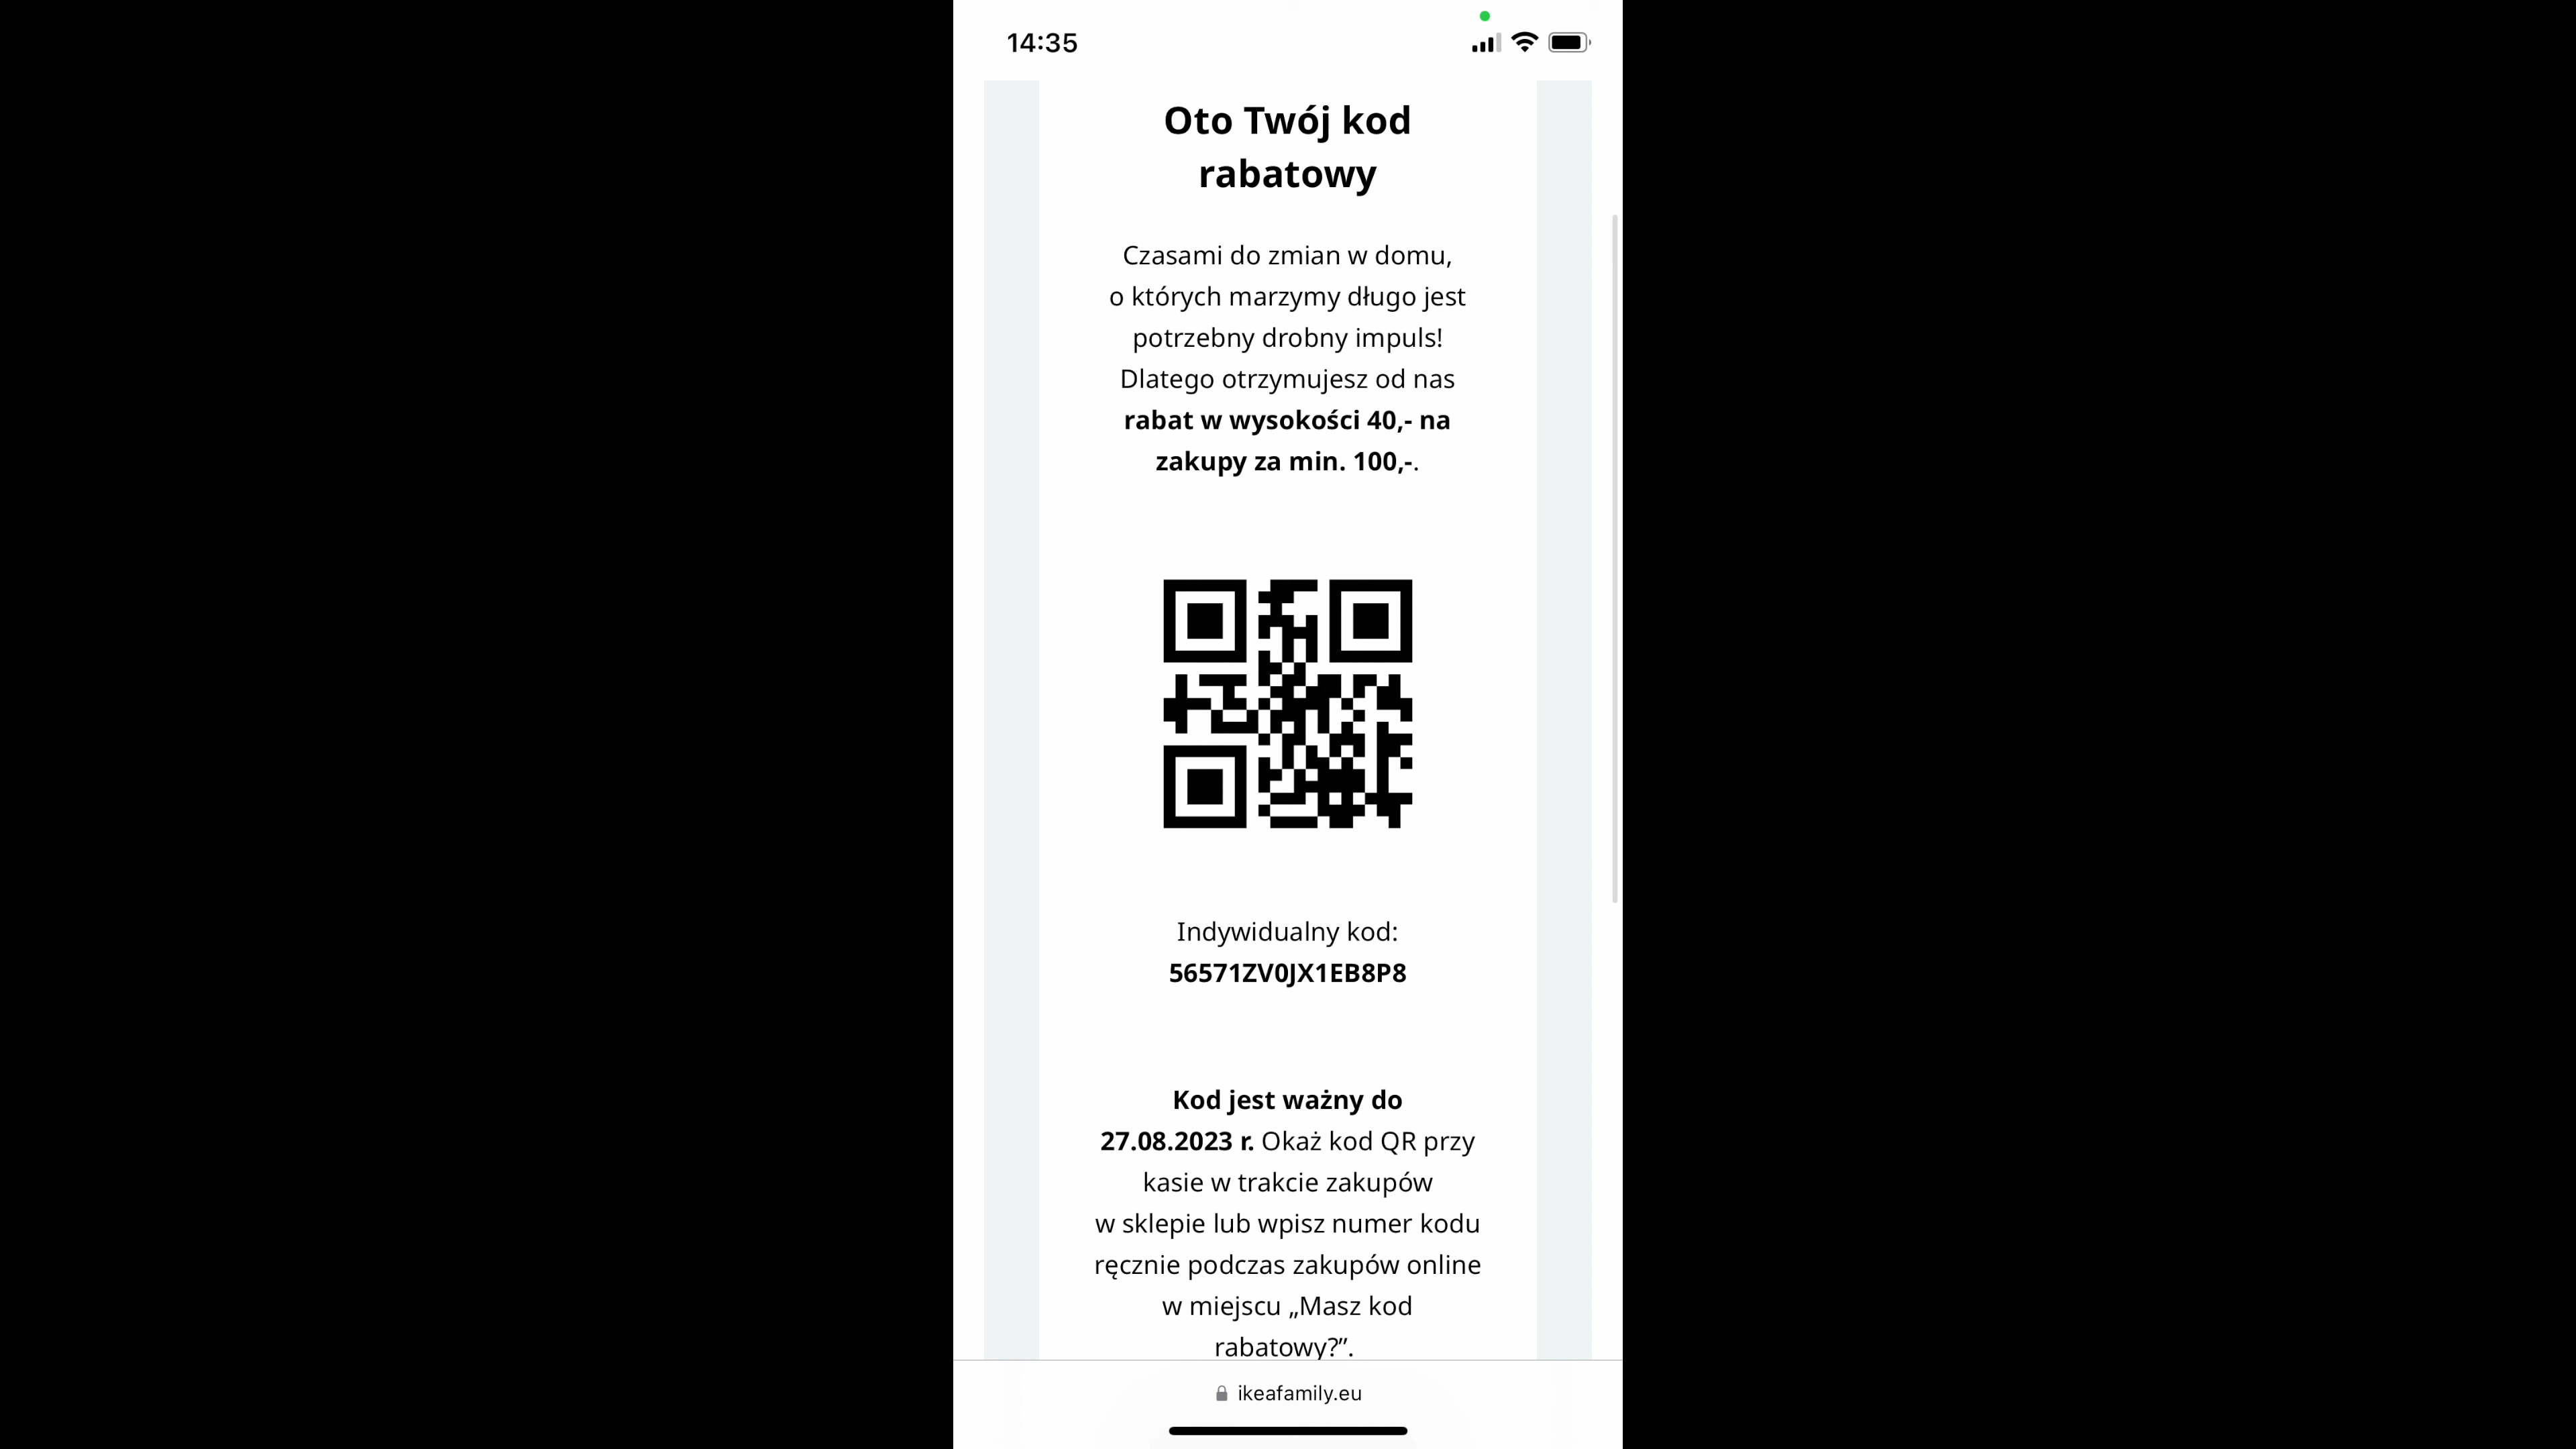 14:35
Oto Twój kod
rabatowy
Czasami do zmian w domu,
o których marzymy długo jest
potrzebny drobny impuls!
Dlatego otrzymujesz od nas
rabat w wysokości 40,- na
zakupy za min. 100,-.
Indywidualny kod:
56571ZV0JX1EB8P8
Kod jest ważny do
27.08.2023 r. Okaż kod QR przy
kasie w trakcie zakupów
w sklepie lub wpisz numer kodu
ręcznie podczas zakupów online
w miejscu „Masz kod
rabatowy?”.
ikeafamily.eu